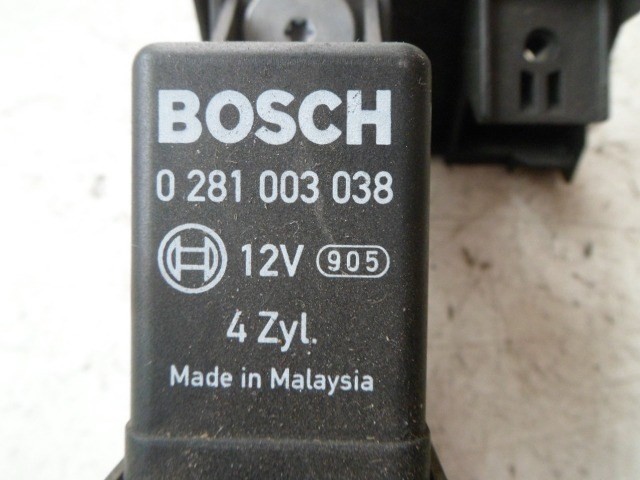 BOSCH
0 281 003 038
12V 905
4 Zyl.
Made in Malaysia